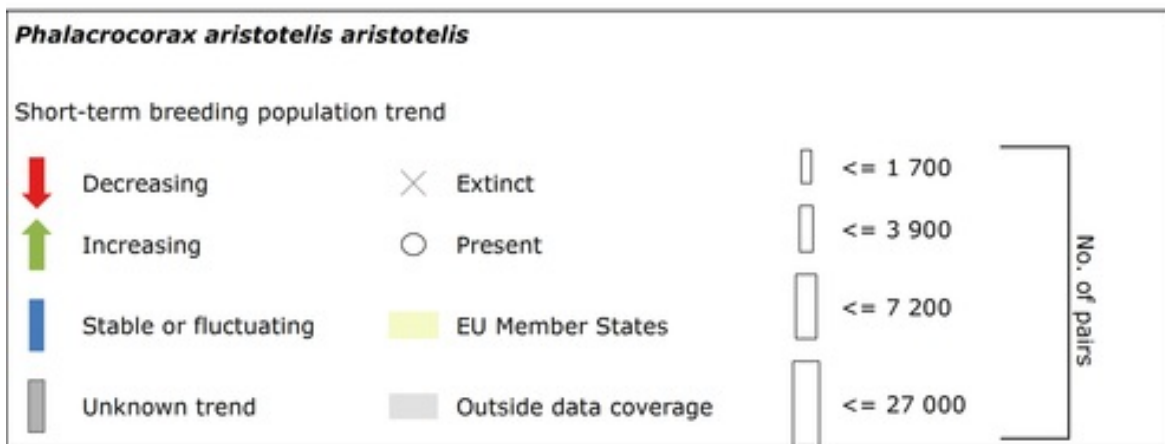 Phalacrocorax aristotelis aristotelis
Short-term breeding population trend
Decreasing
Extinct
<= 1 700
Increasing
Present
<= 3 900
Stable or fluctuating
EU Member States
<= 7 200
Unknown trend
Outside data coverage
<= 27 000
No. of pairs